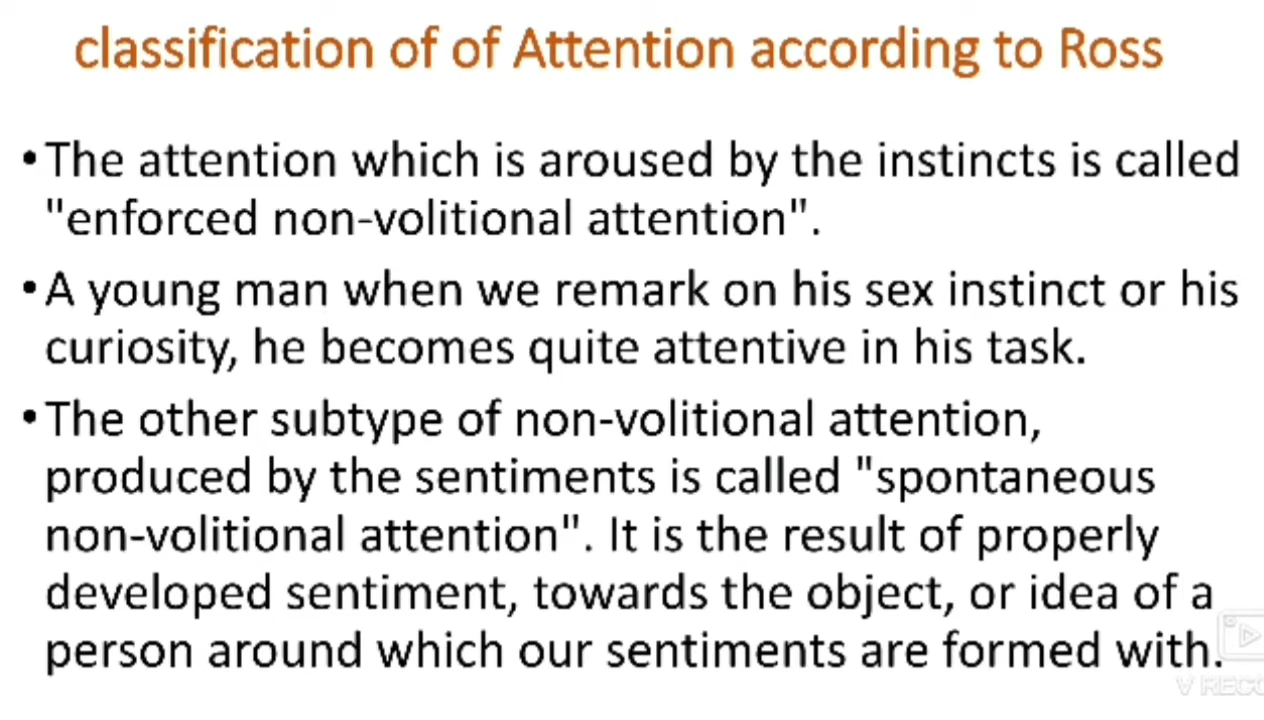 classification of of Attention according to Ross
•The attention which is aroused by the instincts is called
"enforced non-volitional attention".
•A young man when we remark on his sex instinct or his
curiosity, he becomes quite attentive in his task.
•The other subtype of non-volitional attention,
produced by the sentiments is called "spontaneous
non-volitional attention". It is the result of properly
developed sentiment, towards the object, or idea of a
person around which our sentiments are formed with.
V RECO